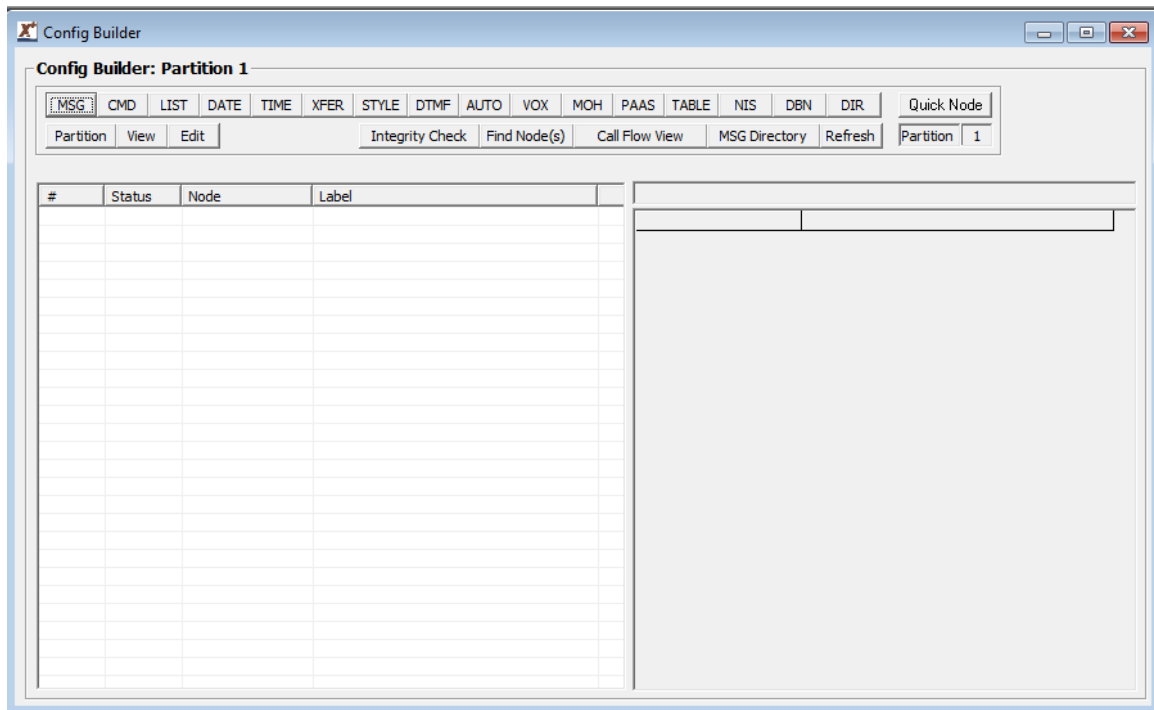 Config Builder
Config Builder: Partition 1
MSG CMD LIST DATE TIME XFER STYLE DTMF AUTO VOX MOH PAAS TABLE NIS DBN DIR Quick Node
Partition View Edit Integrity Check Find Node(s) Call Flow View MSG Directory Refresh Partition 1
# Status Node Label